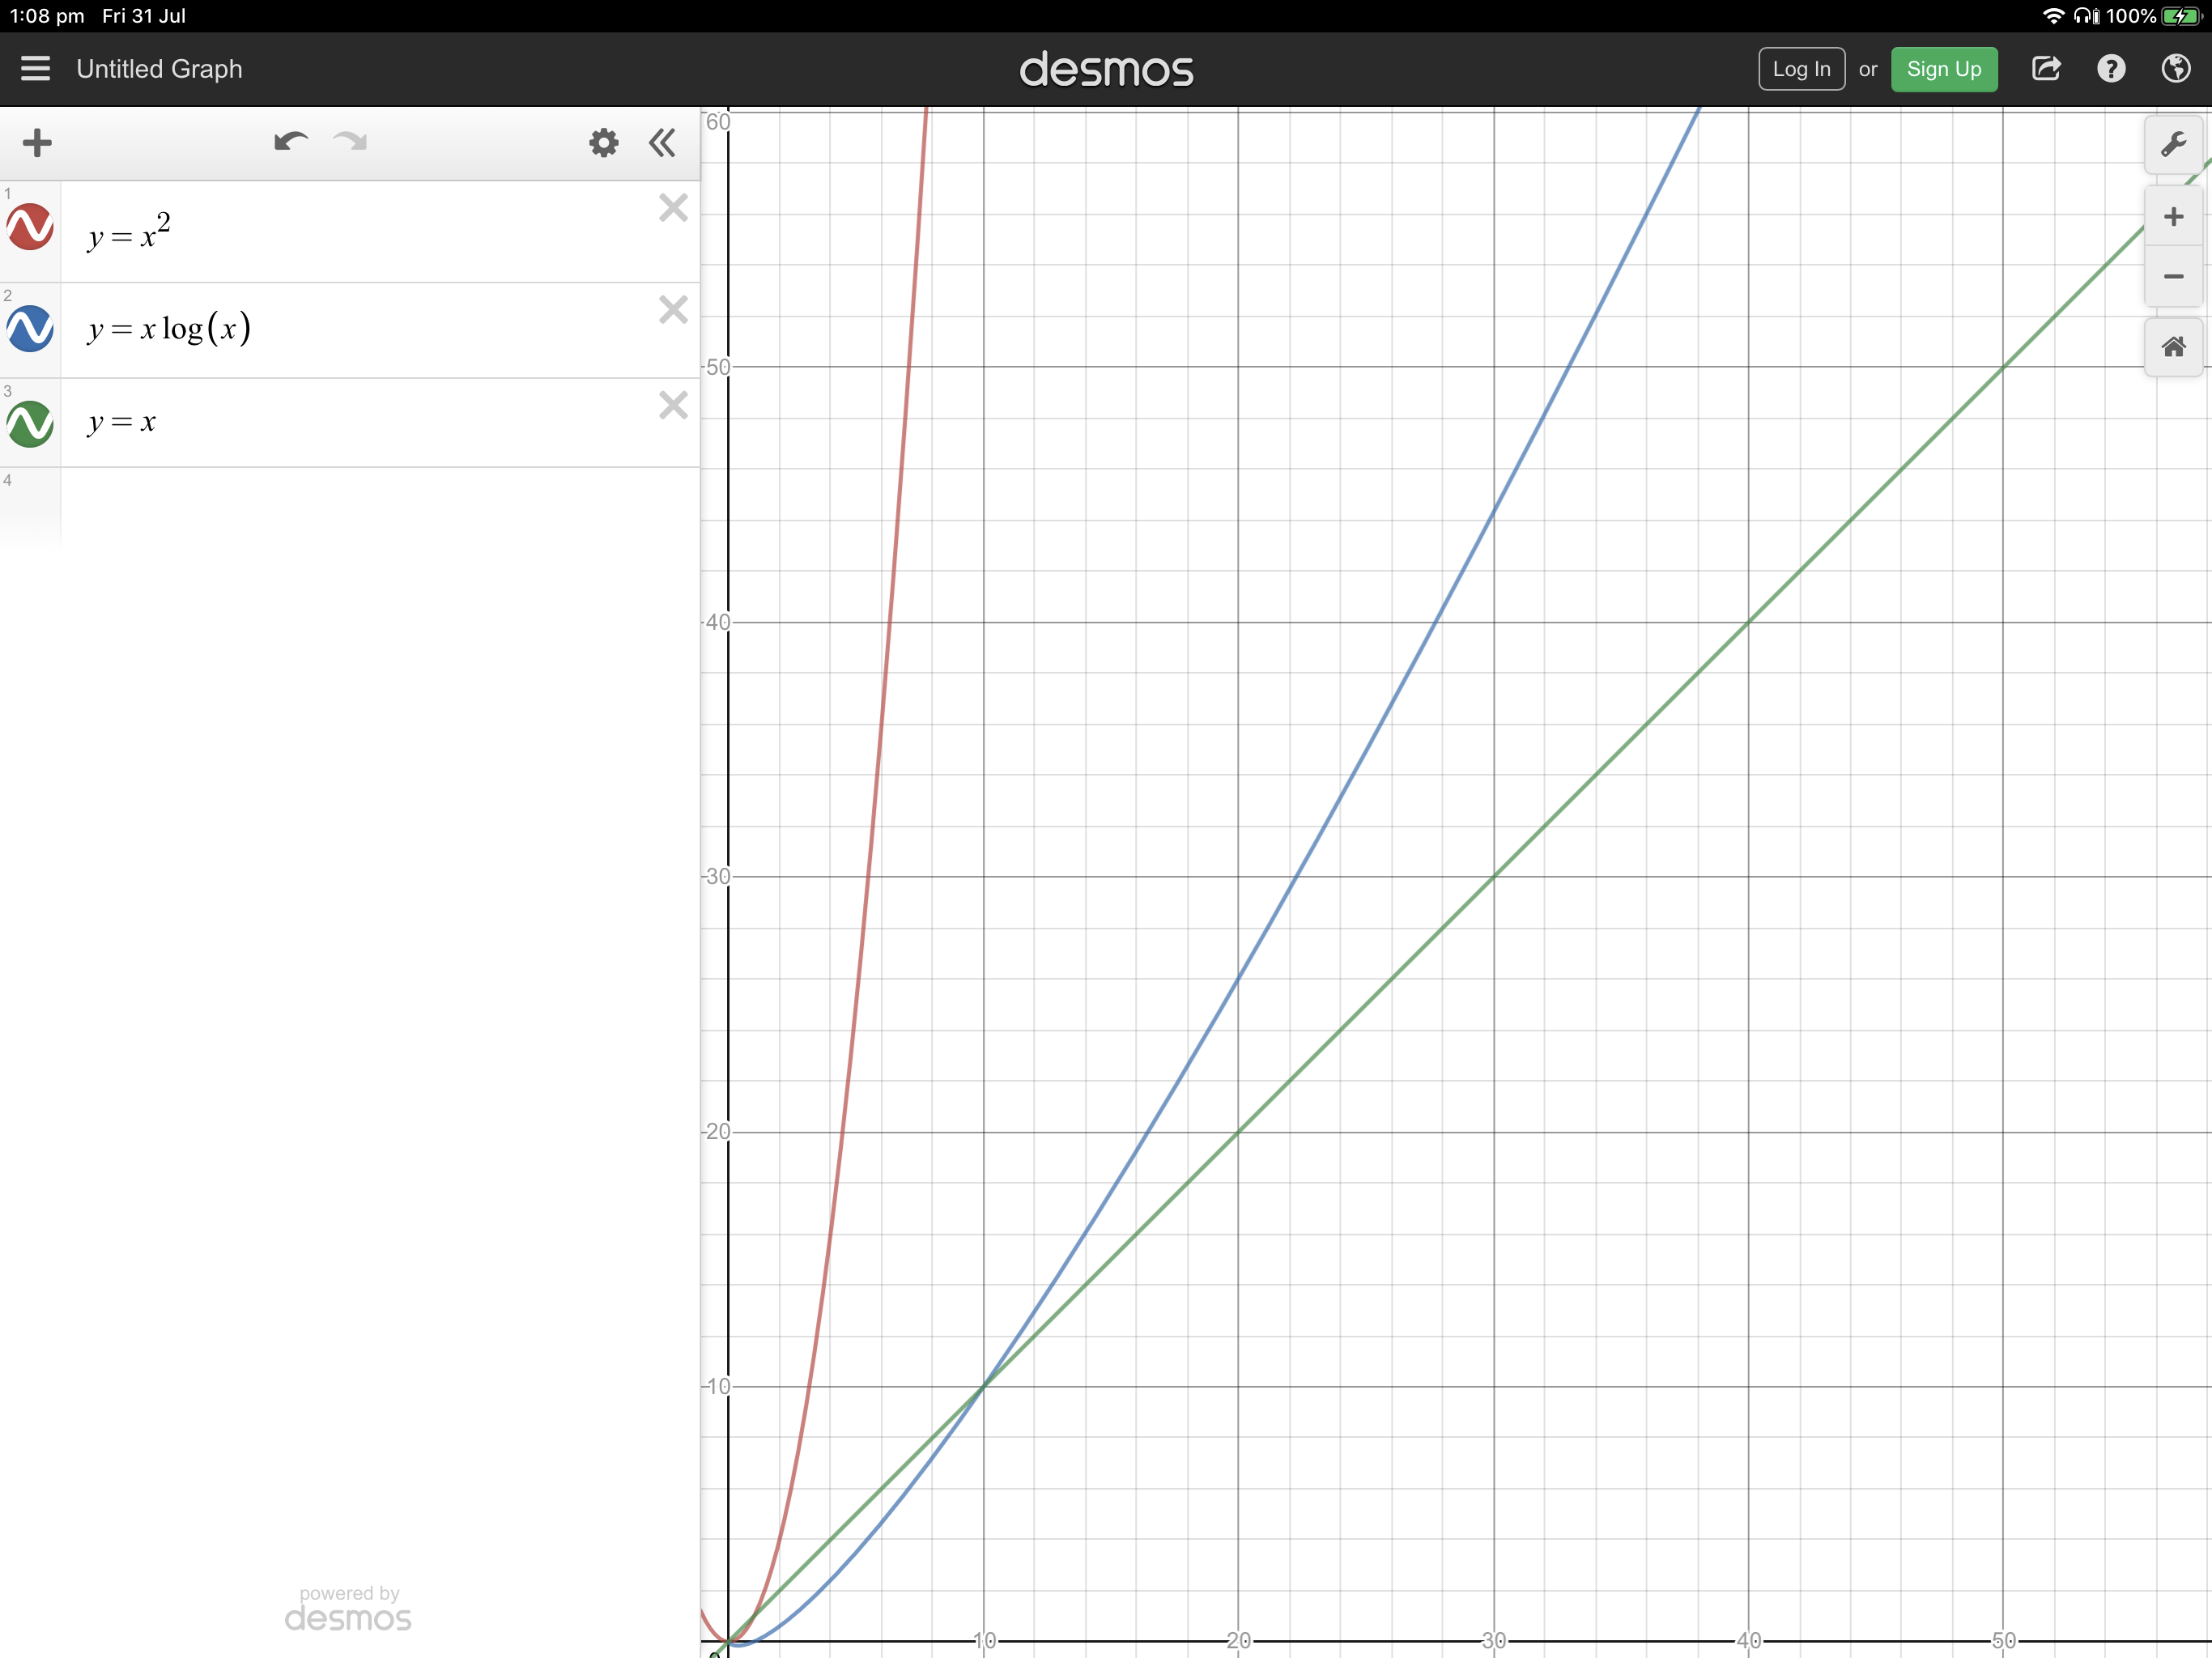 1:08 pm Fri 31 Jul 100%
Untitled Graph desmos Log In or Sign Up
1
y = x²
2
y = x log(x)
3
y = x
4
powered by
desmos
60
50
40
30
20
10
0
10 20 30 40 50